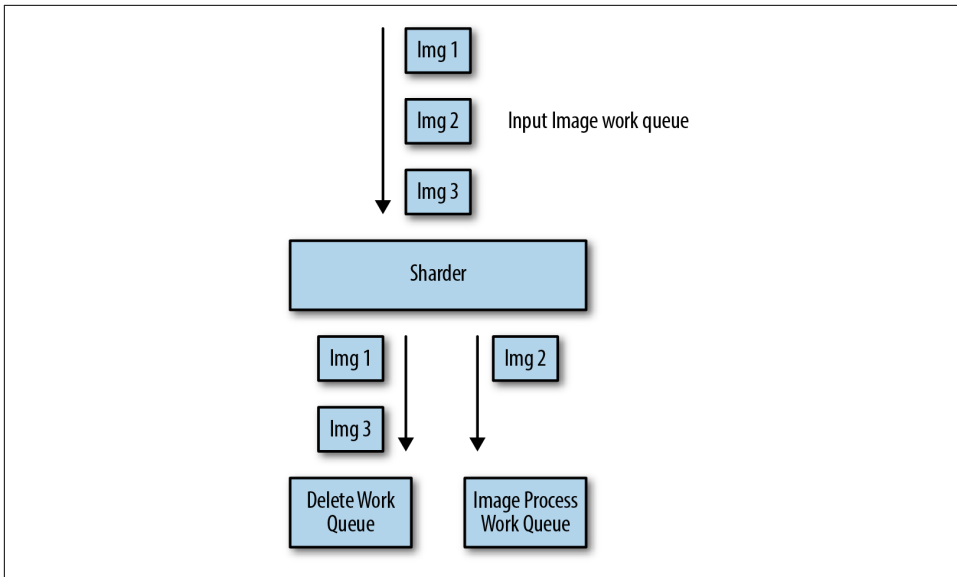 Img 1
Img 2
Input Image work queue
Img 3
Sharder
Img 1
Img 2
Img 3
Delete Work
Queue
Image Process
Work Queue